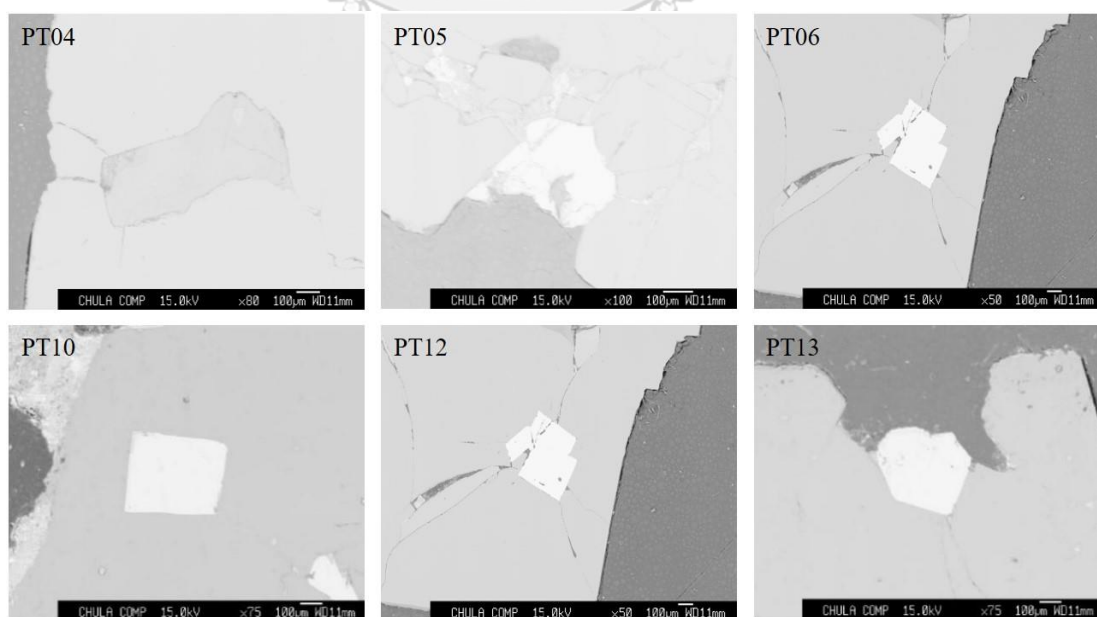 PT04
CHULA COMP 15.0kV ×80 100µm WD11mm
PT05
CHULA COMP 15.0kV ×100 100µm WD11mm
PT06
CHULA COMP 15.0kV ×50 100µm WD11mm
PT10
CHULA COMP 15.0kV ×75 100µm WD11mm
PT12
CHULA COMP 15.0kV ×50 100µm WD11mm
PT13
CHULA COMP 15.0kV ×75 100µm WD11mm